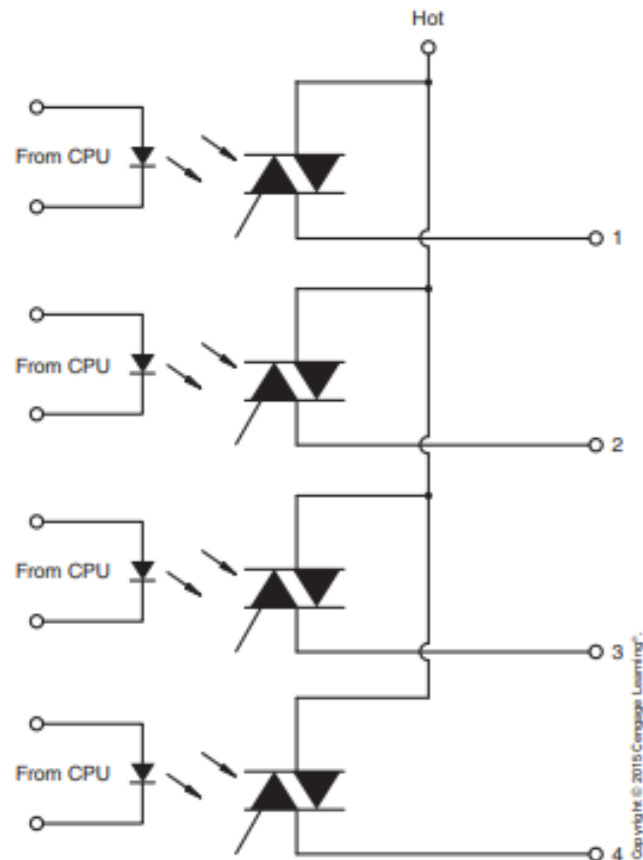 Hot
From CPU
1
From CPU
2
From CPU
3
From CPU
4
Copyright © 2015 Cengage Learning®.